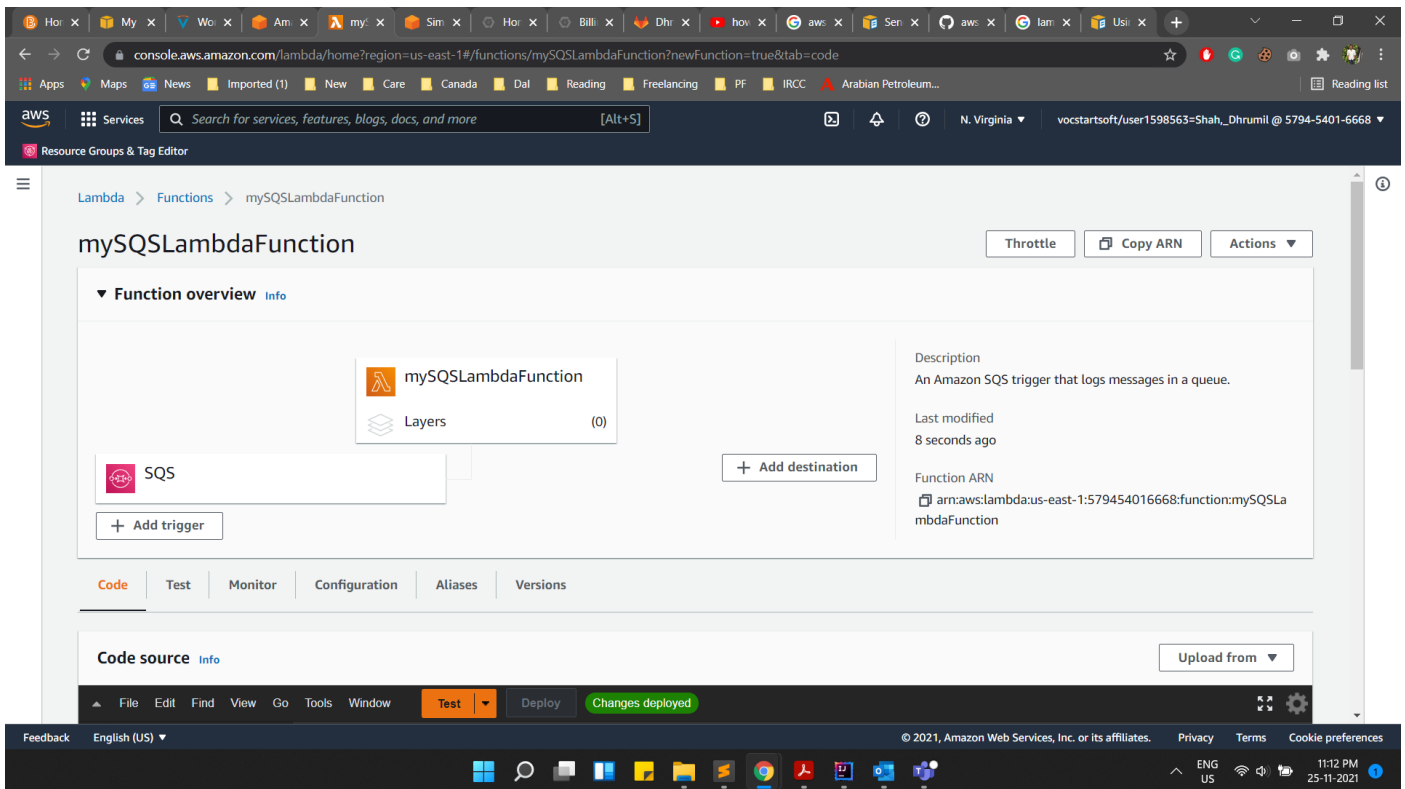 Hor
My
Wo
Am
my!
Sim
Hor
Billi
Dhr
how
aws
Sen
aws
lam
Usir
console.aws.amazon.com/lambda/home?region=us-east-1#/functions/mySQSLambdaFunction?newFunction=true&tab=code
Apps Maps News Imported (1) New Care Canada Dal Reading Freelancing PF IRCC Arabian Petroleum... Reading list
aws Services Search for services, features, blogs, docs, and more [Alt+S] N. Virginia ▼ vocstartsoft/user1598563=Shah,_Dhrumil @ 5794-5401-6668 ▼
Resource Groups & Tag Editor
Lambda > Functions > mySQSLambdaFunction
mySQSLambdaFunction
Throttle Copy ARN Actions ▼
▼ Function overview Info
mySQSLambdaFunction
Layers (0)
SQS
+ Add trigger
+ Add destination
Description
An Amazon SQS trigger that logs messages in a queue.
Last modified
8 seconds ago
Function ARN
arn:aws:lambda:us-east-1:579454016668:function:mySQSLa
mbdaFunction
Code Test Monitor Configuration Aliases Versions
Code source Info
Upload from ▼
File Edit Find View Go Tools Window Test Deploy Changes deployed
Feedback English (US) ▼ © 2021, Amazon Web Services, Inc. or its affiliates. Privacy Terms Cookie preferences
ENG
US
11:12 PM
25-11-2021
1